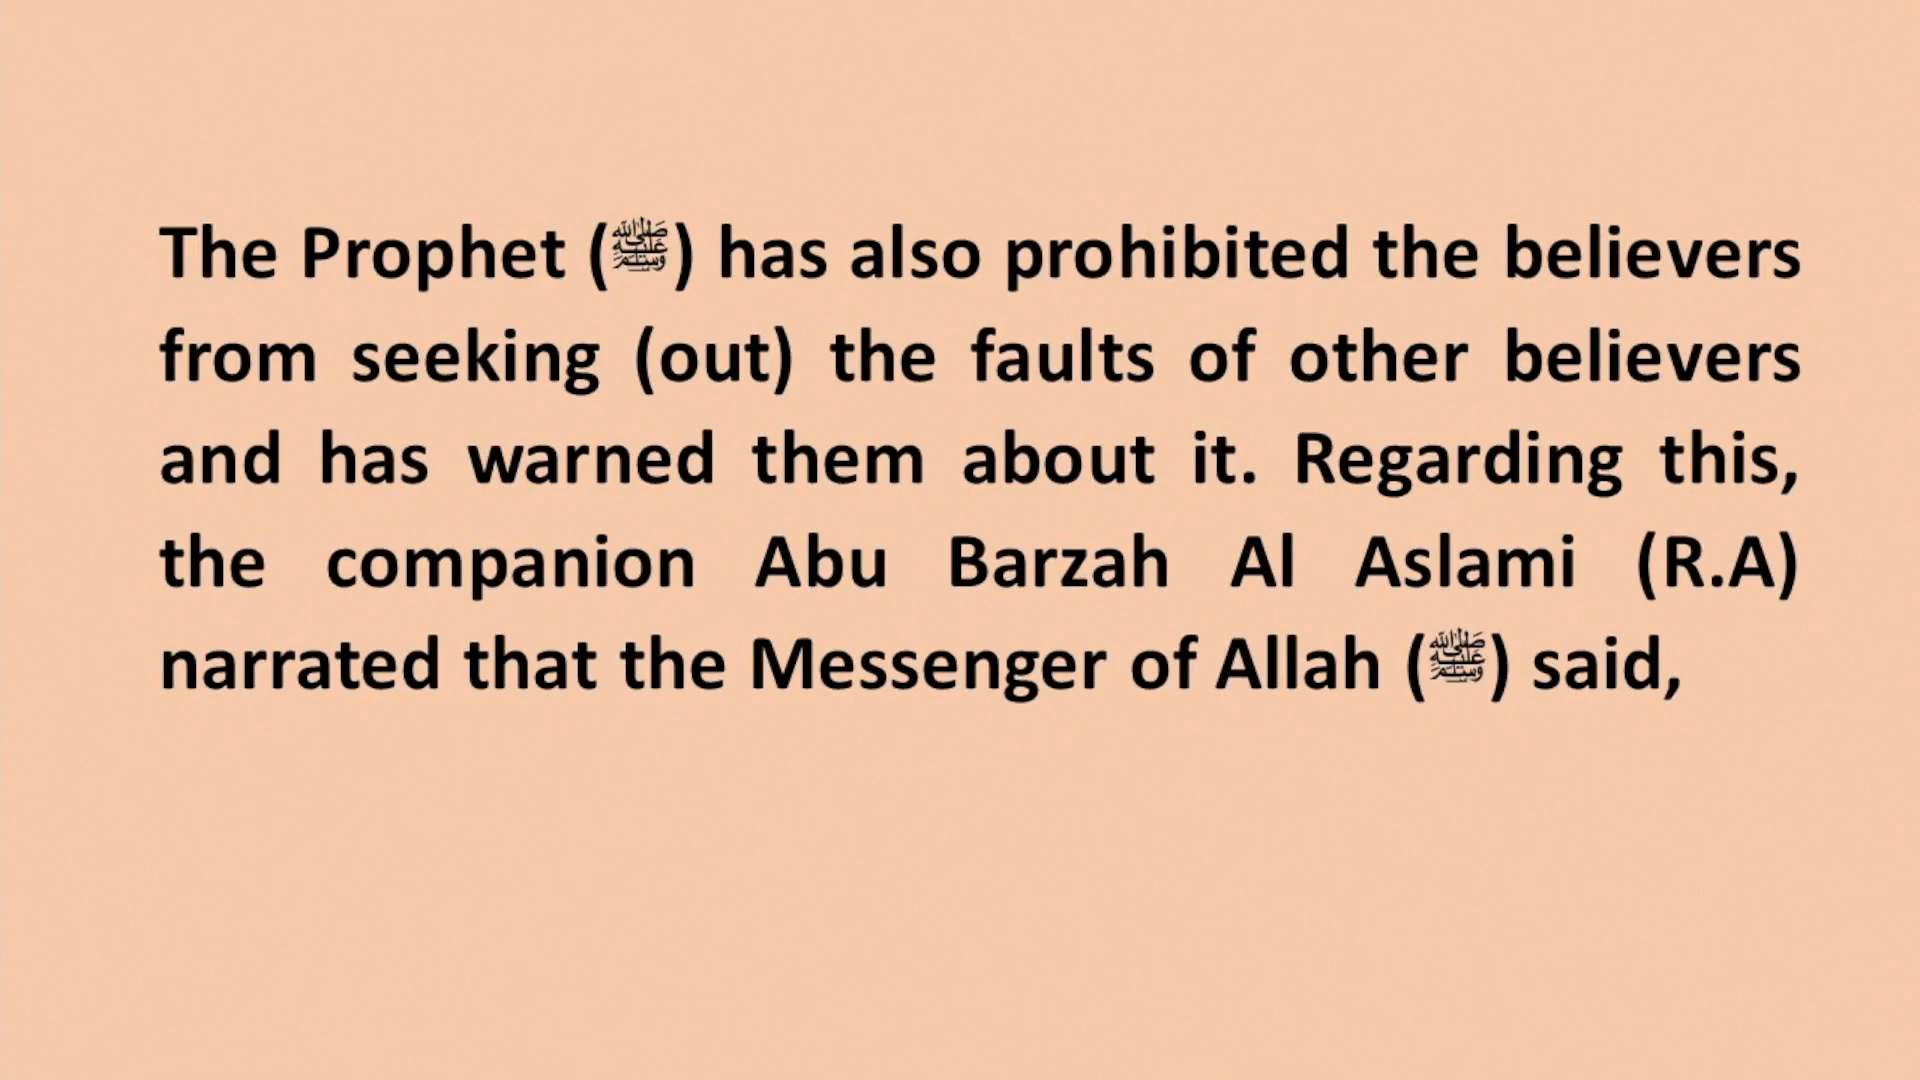 The Prophet (ﷺ) has also prohibited the believers
from seeking (out) the faults of other believers
and has warned them about it. Regarding this,
the companion Abu Barzah Al Aslami (R.A)
narrated that the Messenger of Allah (ﷺ) said,